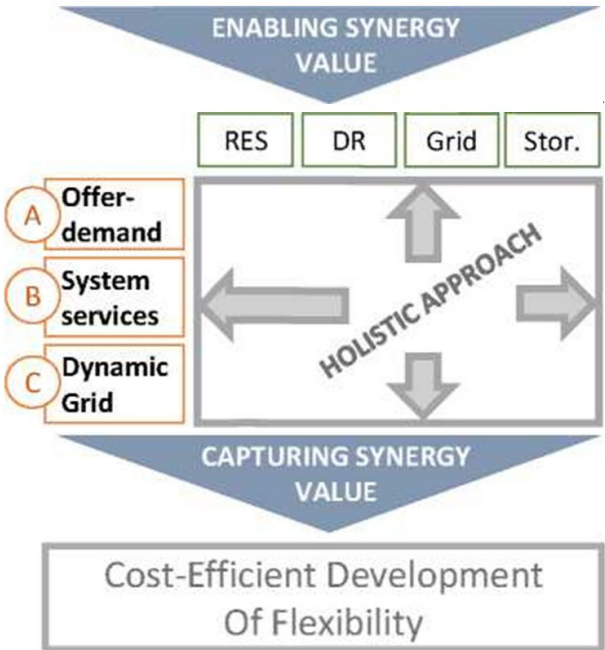 ENABLING SYNERGY
VALUE
RES DR Grid Stor.
A Offer-
demand
B System
services
C Dynamic
Grid
HOLISTIC APPROACH
CAPTURING SYNERGY
VALUE
Cost-Efficient Development
Of Flexibility